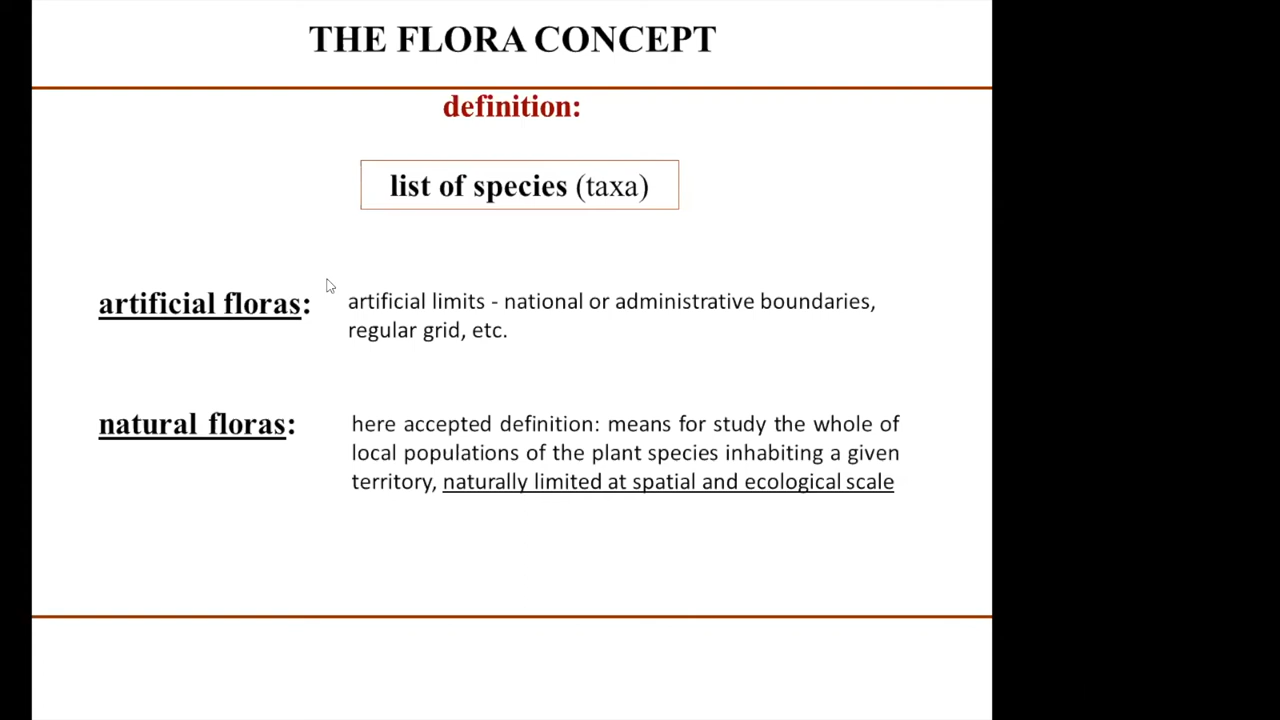 THE FLORA CONCEPT
definition:
list of species (taxa)
artificial floras:
artificial limits - national or administrative boundaries,
regular grid, etc.
natural floras:
here accepted definition: means for study the whole of
local populations of the plant species inhabiting a given
territory, naturally limited at spatial and ecological scale